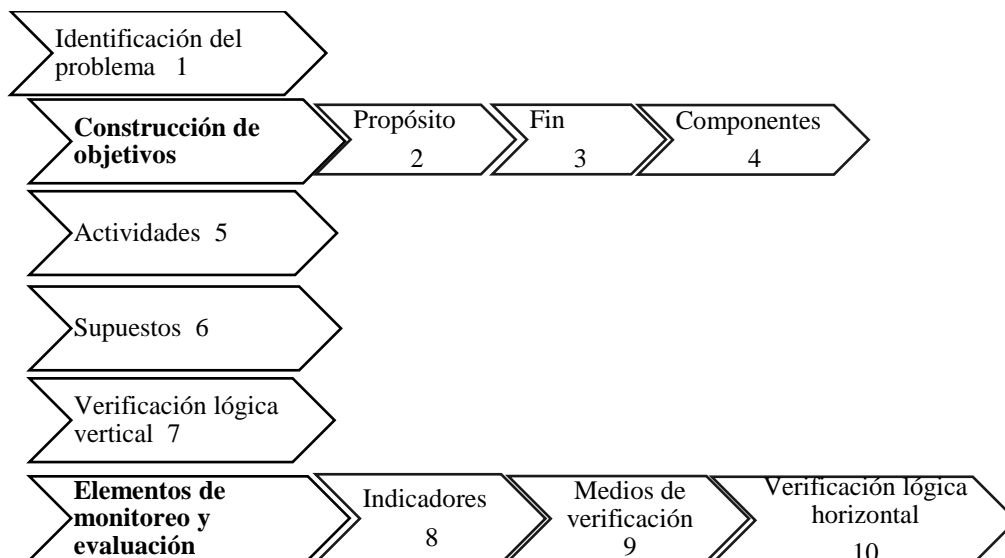 Identificación del
problema 1
Construcción de
objetivos
Propósito
2
Fin
3
Componentes
4
Actividades 5
Supuestos 6
Verificación lógica
vertical 7
Elementos de
monitoreo y
evaluación
Indicadores
8
Medios de
verificación
9
Verificación lógica
horizontal
10